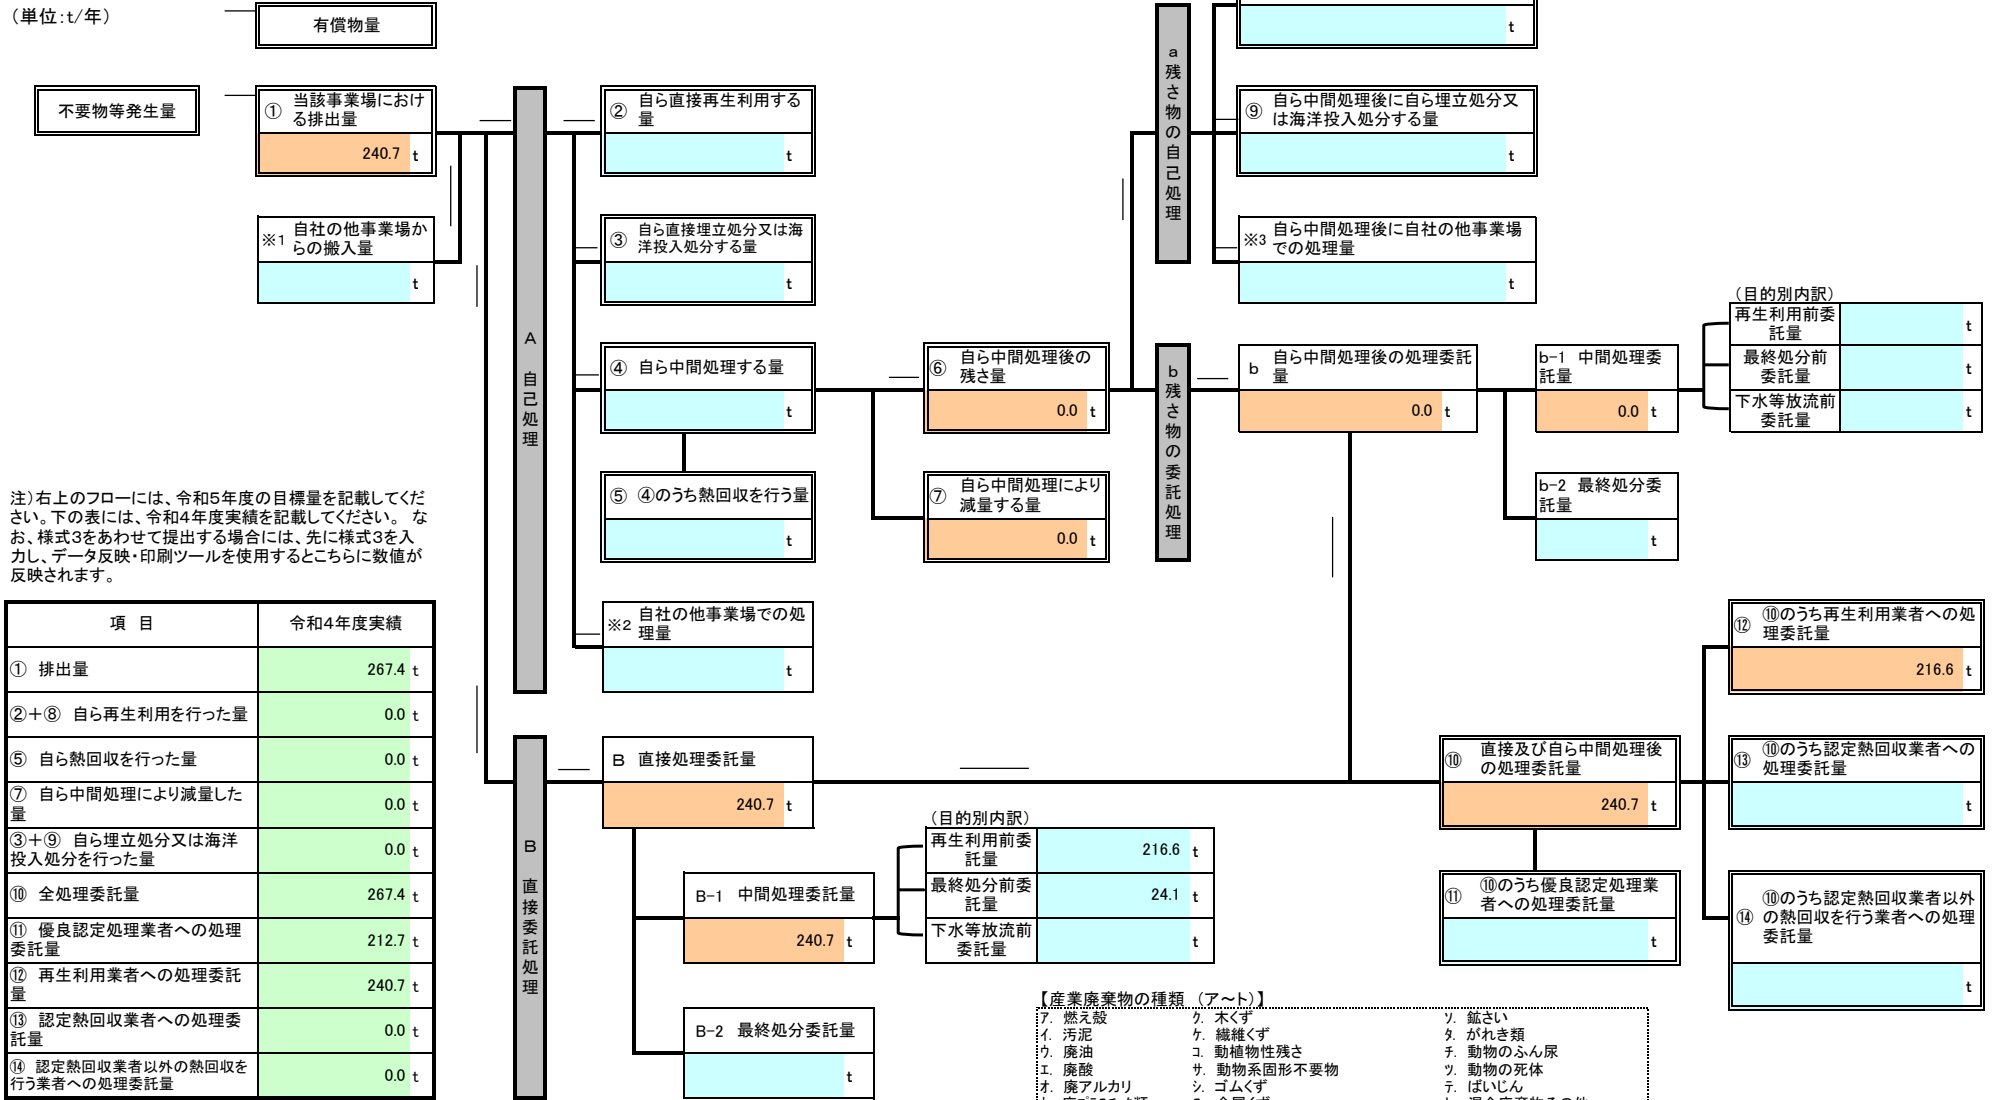 （単位：t/年）
有償物量
t
不要物等発生量
① 当該事業場におけ
る排出量
240.7 t
※1 自社の他事業場か
らの搬入量
t
A 自己処理
② 自ら直接再生利用する
量
t
③ 自ら直接埋立処分又は海
洋投入処分する量
t
④ 自ら中間処理する量
t
⑤ ④のうち熱回収を行う量
t
※2 自社の他事業場での処
理量
t
⑥ 自ら中間処理後の
残さ量
0.0 t
⑦ 自ら中間処理により
減量する量
0.0 t
a 残さ物の自己処理
⑨ 自ら中間処理後に自ら埋立処分又
は海洋投入処分する量
t
※3 自ら中間処理後に自社の他事業場
での処理量
t
b 残さ物の委託処理
b 自ら中間処理後の処理委託
量
0.0 t
b-1 中間処理委
託量
0.0 t
b-2 最終処分委
託量
t
（目的別内訳）
再生利用前委
託量
t
最終処分前
委託量
t
下水等放流前
委託量
t
注）右上のフローには、令和５年度の目標量を記載してくだ
さい。下の表には、令和４年度実績を記載してください。 な
お、様式３をあわせて提出する場合には、先に様式３を入
力し、データ反映・印刷ツールを使用するとこちらに数値が
反映されます。
項 目 令和４年度実績
① 排出量 267.4 t
②＋⑧ 自ら再生利用を行った量 0.0 t
⑤ 自ら熱回収を行った量 0.0 t
⑦ 自ら中間処理により減量した
量 0.0 t
③＋⑨ 自ら埋立処分又は海洋
投入処分を行った量 0.0 t
⑩ 全処理委託量 267.4 t
⑪ 優良認定処理業者への処理
委託量 212.7 t
⑫ 再生利用業者への処理委託
量 240.7 t
⑬ 認定熱回収業者への処理委
託量 0.0 t
⑭ 認定熱回収業者以外の熱回収を
行う業者への処理委託量 0.0 t
B 直接委託処理
B 直接処理委託量
240.7 t
B-1 中間処理委託量
240.7 t
B-2 最終処分委託量
t
（目的別内訳）
再生利用前委
託量
216.6 t
最終処分前委
託量
24.1 t
下水等放流前
委託量
t
⑩ 直接及び自ら中間処理後
の処理委託量
240.7 t
⑪ ⑩のうち優良認定処理業
者への処理委託量
t
⑫ ⑩のうち再生利用業者への処
理委託量
216.6 t
⑬ ⑩のうち認定熱回収業者への
処理委託量
t
⑭ ⑩のうち認定熱回収業者以外
の熱回収を行う業者への処理
委託量
t
【産業廃棄物の種類 （ア～ト）】
ア. 燃え殻 ク. 木くず ソ. 鉱さい
イ. 汚泥 ケ. 繊維くず タ. がれき類
ウ. 廃油 コ. 動植物性残さ チ. 動物のふん尿
エ. 廃酸 サ. 動物系固形不要物 ツ. 動物の死体
オ. 廃アルカリ シ. ゴムくず テ. ばいじん